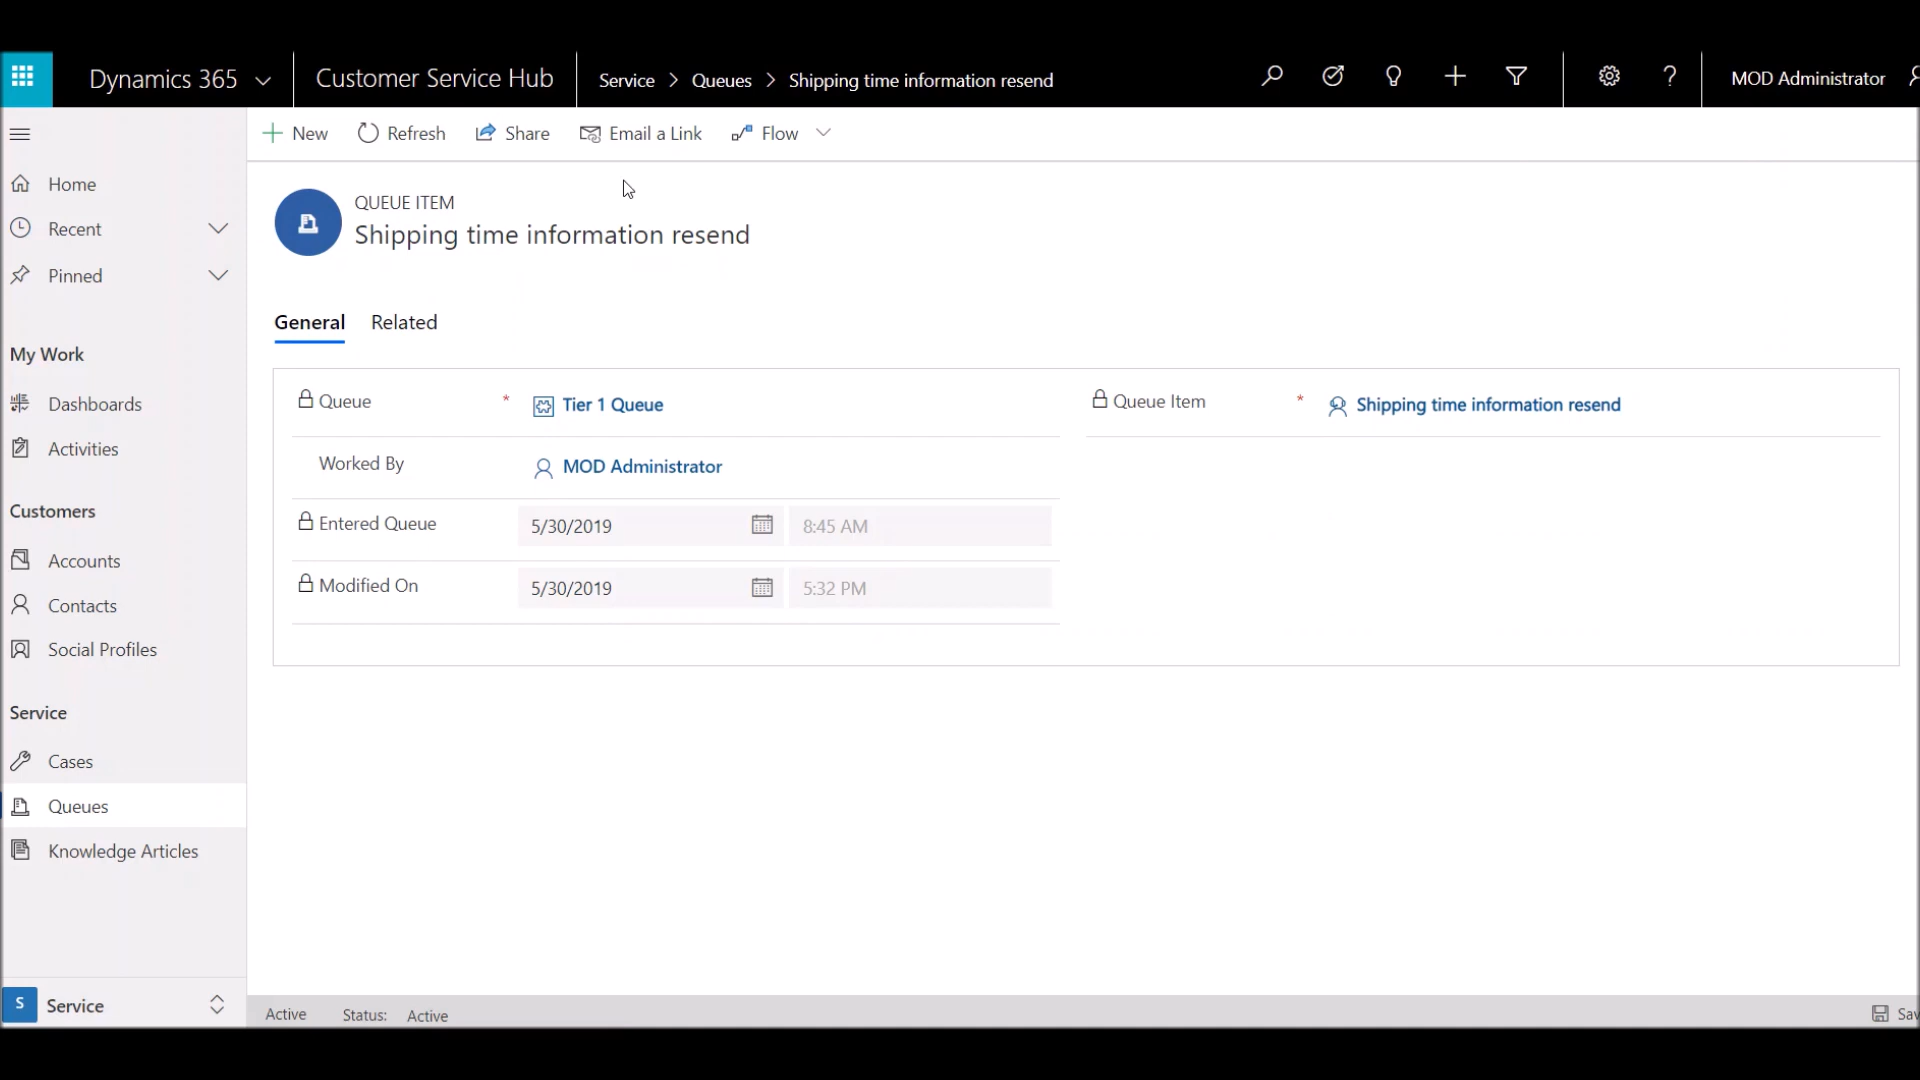 Dynamics 365 Customer Service Hub Service > Queues > Shipping time information resend MOD Administrator
New Refresh Share Email a Link Flow
Home
Recent
Pinned
My Work
Dashboards
Activities
Customers
Accounts
Contacts
Social Profiles
Service
Cases
Queues
Knowledge Articles
S Service
QUEUE ITEM
Shipping time information resend
General Related
Queue * Tier 1 Queue
Queue Item * Shipping time information resend
Worked By MOD Administrator
Entered Queue 5/30/2019 8:45 AM
Modified On 5/30/2019 5:32 PM
Active Status: Active Sav